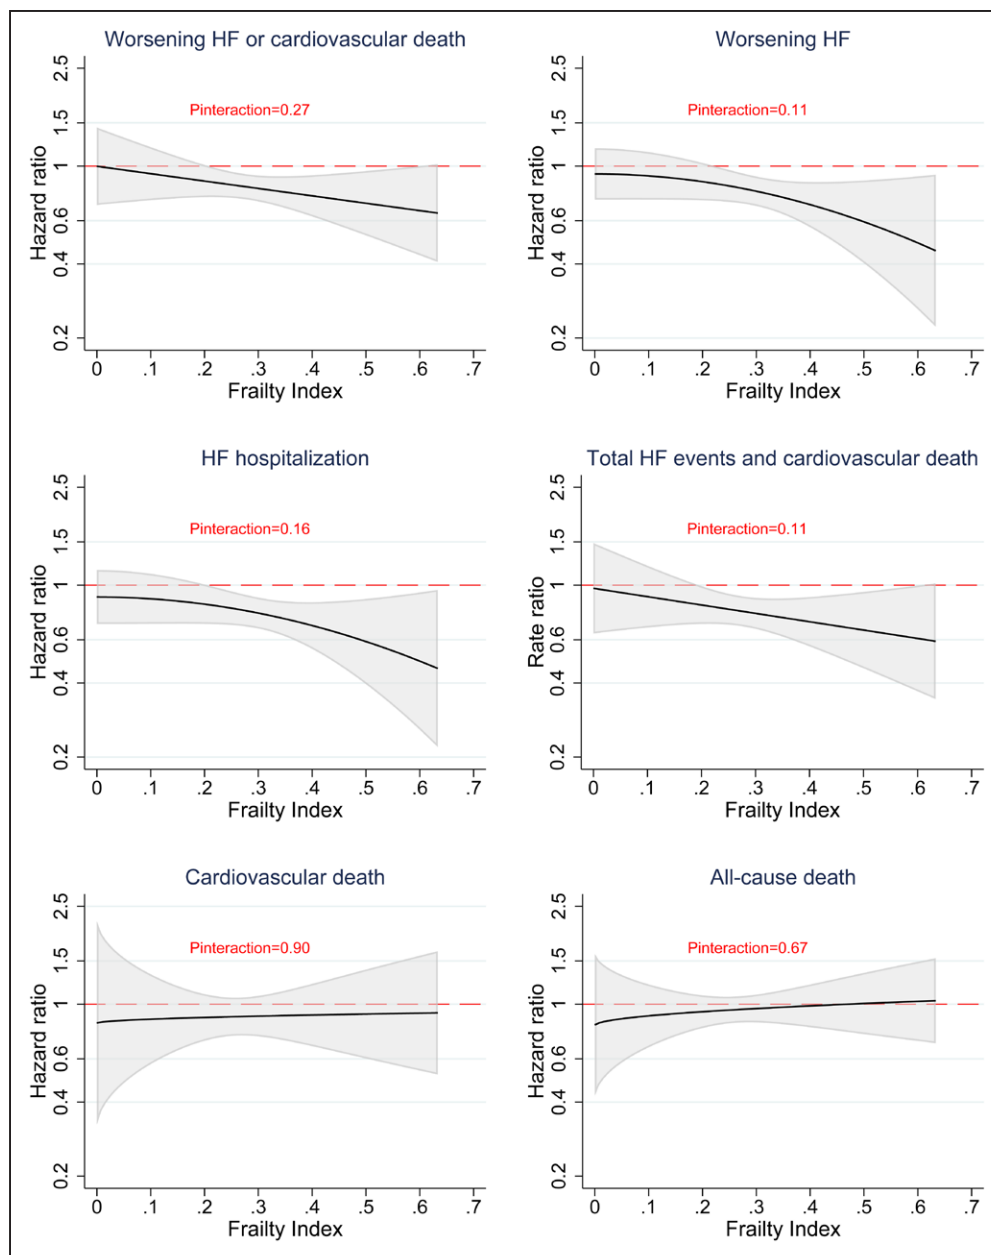 Worsening HF or cardiovascular death
Pinteraction=0.27
Hazard ratio
2.5
1.5
1
0.6
0.4
0.2
0 .1 .2 .3 .4 .5 .6 .7
Frailty Index
Worsening HF
Pinteraction=0.11
Hazard ratio
2.5
1.5
1
0.6
0.4
0.2
0 .1 .2 .3 .4 .5 .6 .7
Frailty Index
HF hospitalization
Pinteraction=0.16
Hazard ratio
2.5
1.5
1
0.6
0.4
0.2
0 .1 .2 .3 .4 .5 .6 .7
Frailty Index
Total HF events and cardiovascular death
Pinteraction=0.11
Rate ratio
2.5
1.5
1
0.6
0.4
0.2
0 .1 .2 .3 .4 .5 .6 .7
Frailty Index
Cardiovascular death
Pinteraction=0.90
Hazard ratio
2.5
1.5
1
0.6
0.4
0.2
0 .1 .2 .3 .4 .5 .6 .7
Frailty Index
All-cause death
Pinteraction=0.67
Hazard ratio
2.5
1.5
1
0.6
0.4
0.2
0 .1 .2 .3 .4 .5 .6 .7
Frailty Index